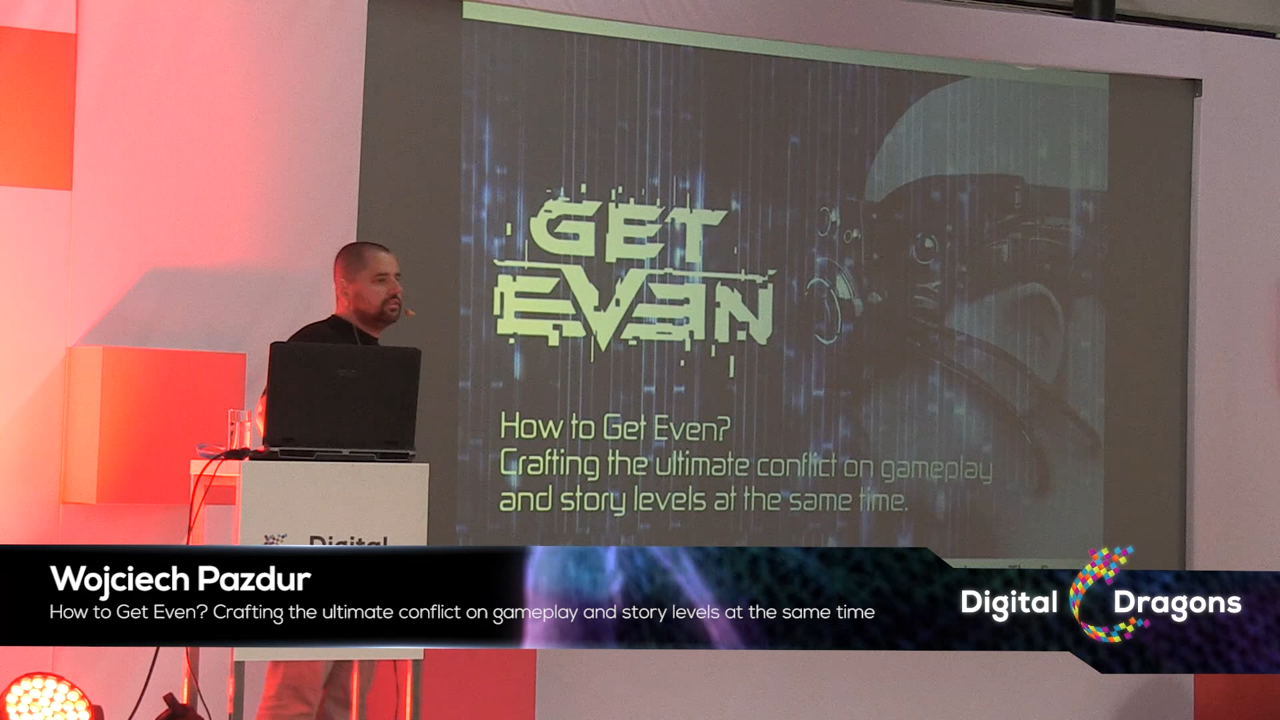 GET
EVEN
How to Get Even?
Crafting the ultimate conflict on gameplay
and story levels at the same time.
Digital
Wojciech Pazdur
How to Get Even? Crafting the ultimate conflict on gameplay and story levels at the same time
Digital Dragons